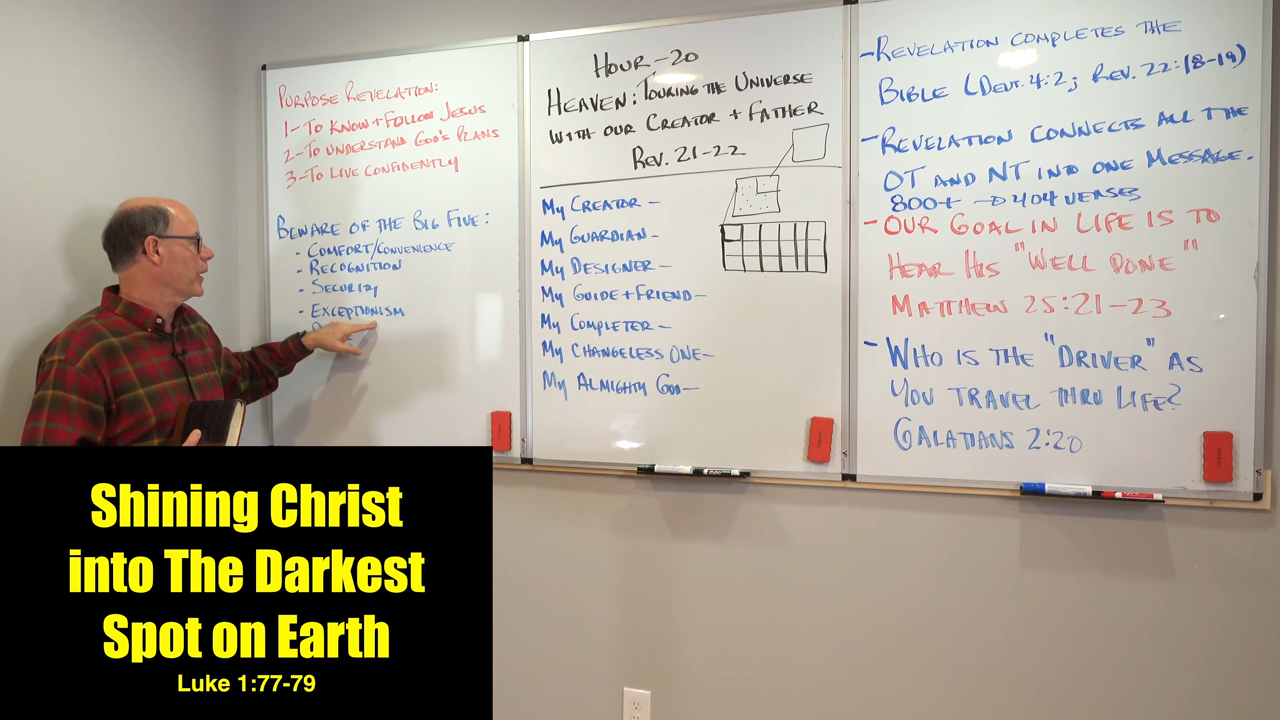 PURPOSE REVELATION:
1-TO KNOW+FOLLOW JESUS
2-TO UNDERSTAND GOD'S PLANS
3-TO LIVE CONFIDENTLY
BEWARE OF THE BIG FIVE:
- COMFORT/CONVENIENCE
- RECOGNITION
- SECURITY
- EXCEPTIONISM
HOUR-20
HEAVEN: TOURING THE UNIVERSE
WITH OUR CREATOR + FATHER
REV. 21-22
MY CREATOR -
MY GUARDIAN-
MY DESIGNER-
MY GUIDE+FRIEND-
MY COMPLETER-
MY CHANGELESS ONE-
MY ALMIGHTY GOD-
-REVELATION COMPLETES THE
BIBLE (DEUT. 4:2; REV. 22:18-19)
-REVELATION CONNECTS ALL THE
OT AND NT INTO ONE MESSAGE.
800+ → 404 VERSES
- OUR GOAL IN LIFE IS TO
HEAR HIS "WELL DONE"
MATTHEW 25:21-23
- WHO IS THE "DRIVER" AS
YOU TRAVEL THRU LIFE?
GALATIANS 2:20
Shining Christ
into The Darkest
Spot on Earth
Luke 1:77-79